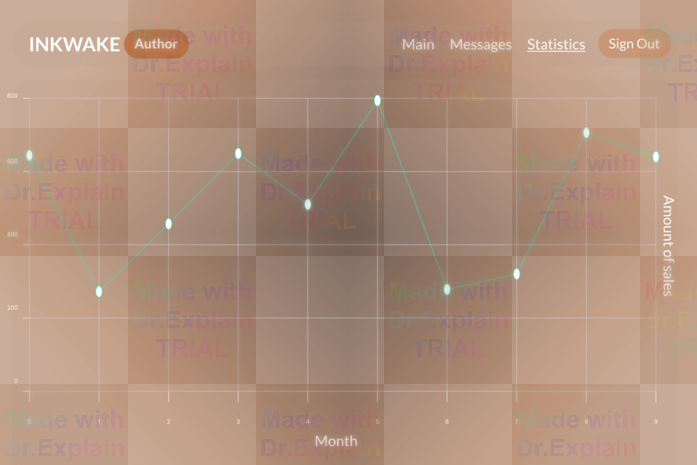 INKWAKE Author Main Messages Statistics Sign Out
800
600
400
200
0
Amount of sales
0 1 2 3 4 5 6 7 8 9
Month
Made with
Dr.Explain
TRIAL
Made with
Dr.Explain
TRIAL
Made with
Dr.Explain
TRIAL
Made with
Dr.Explain
TRIAL
Made with
Dr.Explain
TRIAL
Made with
Dr.Explain
TRIAL
Made with
Dr.Explain
TRIAL
Made with
Dr.Explain
Made with
Dr.Explain
Made with
Dr.Explain